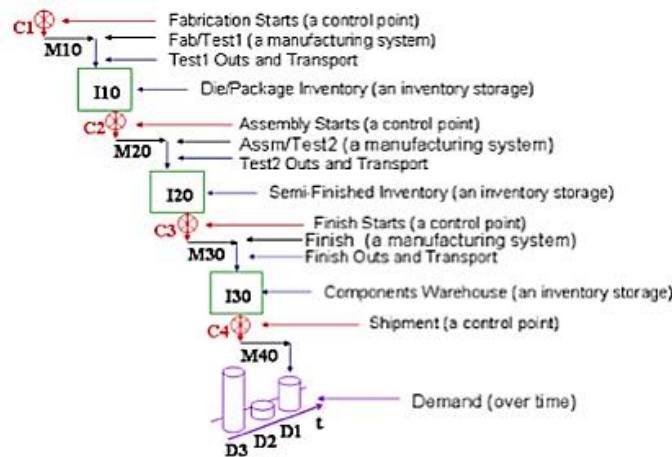 C1 Fabrication Starts (a control point)
M10 Fab/Test1 (a manufacturing system)
Test1 Outs and Transport
I10 Die/Package Inventory (an inventory storage)
C2 Assembly Starts (a control point)
M20 Assm/Test2 (a manufacturing system)
Test2 Outs and Transport
I20 Semi-Finished Inventory (an inventory storage)
C3 Finish Starts (a control point)
M30 Finish (a manufacturing system)
Finish Outs and Transport
I30 Components Warehouse (an inventory storage)
C4 Shipment (a control point)
M40
Demand (over time)
D3 D2 D1 t